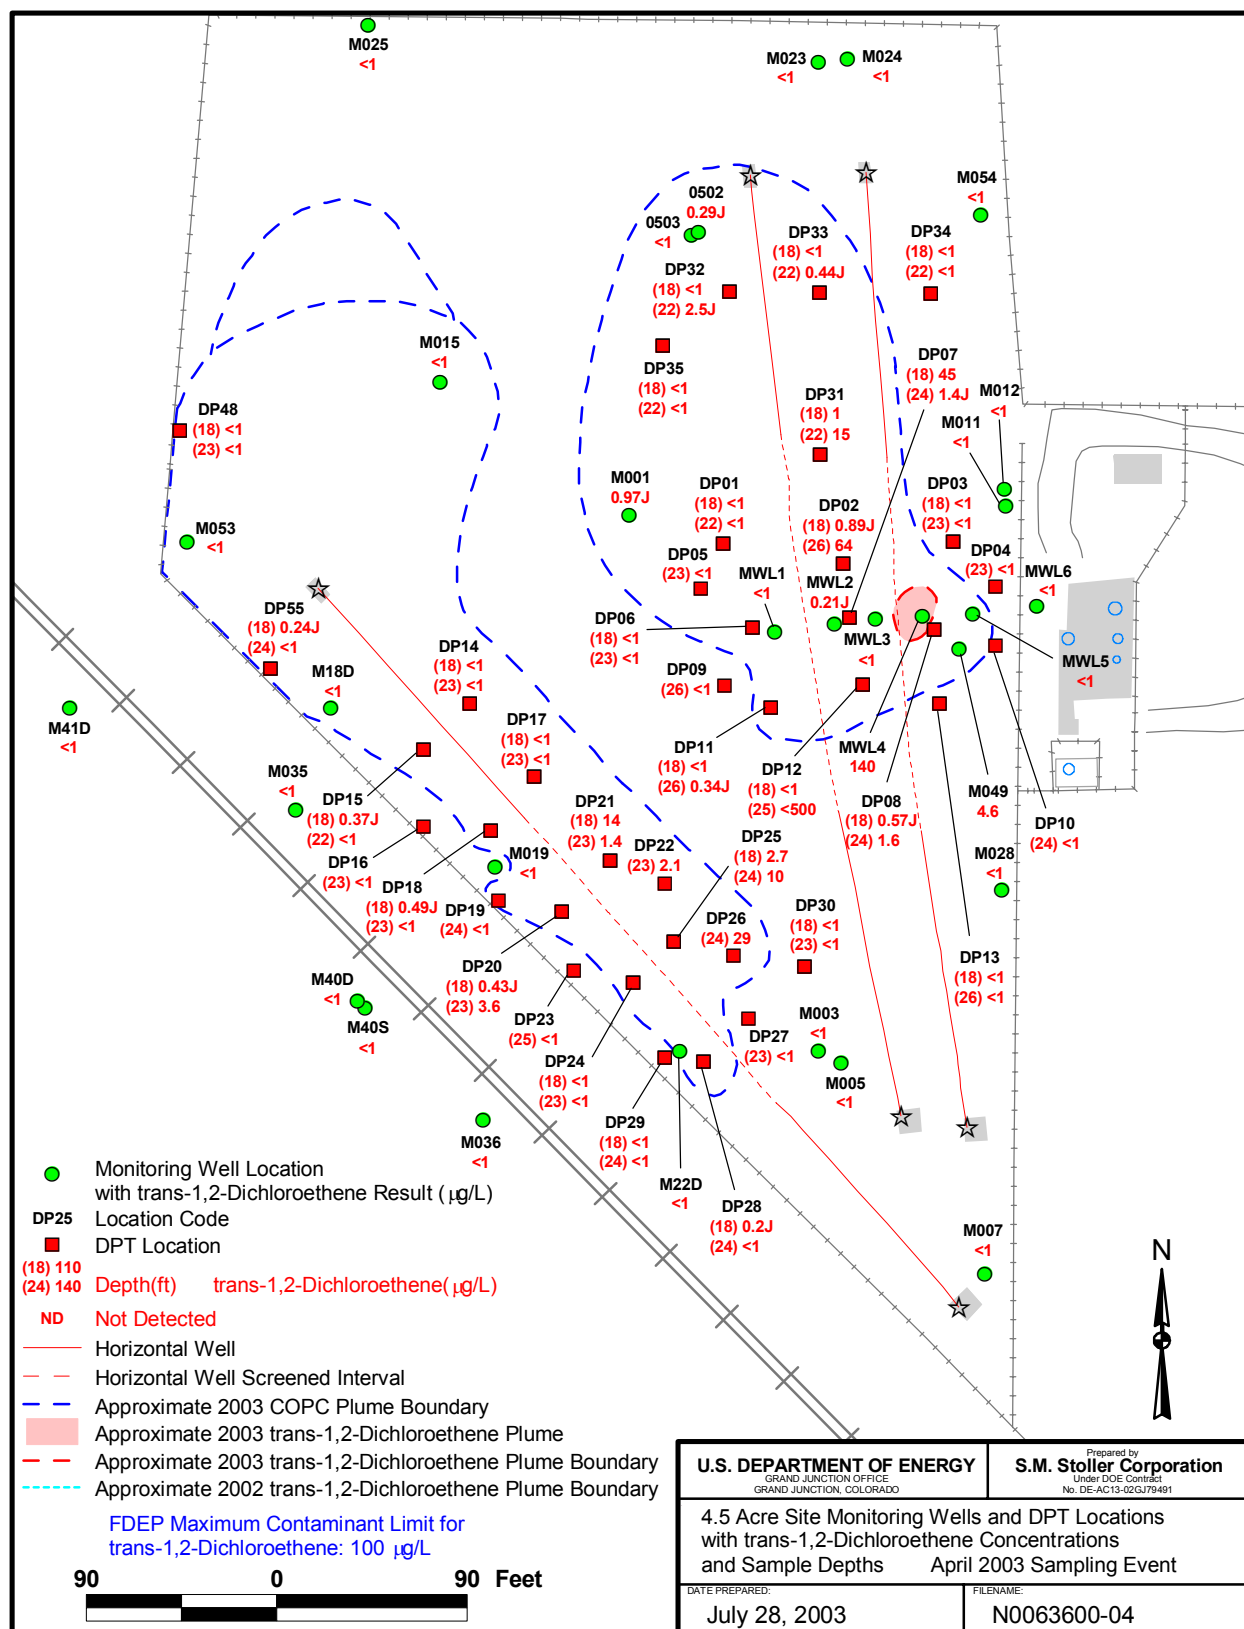 M025
<1
M023
<1
M024
<1
M054
<1
0502
0.29J
0503
<1
DP33
(18) <1
(22) 0.44J
DP34
(18) <1
(22) <1
DP32
(18) <1
(22) 2.5J
M015
<1
DP35
(18) <1
(22) <1
DP07
(18) 45
(24) 1.4J
M012
<1
DP31
(18) 1
(22) 15
M011
<1
DP48
(18) <1
(23) <1
M001
0.97J
DP01
(18) <1
(22) <1
DP02
(18) 0.89J
(26) 64
DP03
(18) <1
(23) <1
M053
<1
DP05
(23) <1
DP04
(23) <1
MWL1
<1
MWL2
0.21J
MWL6
<1
DP55
(18) 0.24J
(24) <1
DP06
(18) <1
(23) <1
DP14
(18) <1
(23) <1
MWL3
<1
MWL5
<1
M18D
<1
DP09
(26) <1
M41D
<1
DP17
(18) <1
(23) <1
DP11
(18) <1
(26) 0.34J
DP12
(18) <1
(25) <500
MWL4
140
M035
<1
DP15
(18) 0.37J
(22) <1
DP21
(18) 14
(23) 1.4
DP08
(18) 0.57J
(24) 1.6
M049
4.6
DP10
(24) <1
DP16
(23) <1
M019
<1
DP22
(23) 2.1
DP25
(18) 2.7
(24) 10
M028
<1
DP18
(18) 0.49J
(23) <1
DP19
(24) <1
DP26
(24) 29
DP30
(18) <1
(23) <1
DP20
(18) 0.43J
(23) 3.6
DP13
(18) <1
(26) <1
M40D
<1
M40S
<1
DP23
(25) <1
DP24
(18) <1
(23) <1
DP27
(23) <1
M003
<1
M005
<1
M036
<1
DP29
(18) <1
(24) <1
M22D
<1
DP28
(18) 0.2J
(24) <1
M007
<1
N
Monitoring Well Location
with trans-1,2-Dichloroethene Result (µg/L)
DP25 Location Code
DPT Location
(18) 110
(24) 140 Depth(ft) trans-1,2-Dichloroethene(µg/L)
ND Not Detected
Horizontal Well
Horizontal Well Screened Interval
Approximate 2003 COPC Plume Boundary
Approximate 2003 trans-1,2-Dichloroethene Plume
Approximate 2003 trans-1,2-Dichloroethene Plume Boundary
Approximate 2002 trans-1,2-Dichloroethene Plume Boundary
FDEP Maximum Contaminant Limit for
trans-1,2-Dichloroethene: 100 µg/L
90 0 90 Feet
U.S. DEPARTMENT OF ENERGY
GRAND JUNCTION OFFICE
GRAND JUNCTION, COLORADO
Prepared by
S.M. Stoller Corporation
Under DOE Contract
No. DE-AC13-02GJ79491
4.5 Acre Site Monitoring Wells and DPT Locations
with trans-1,2-Dichloroethene Concentrations
and Sample Depths April 2003 Sampling Event
DATE PREPARED:
July 28, 2003
FILENAME:
N0063600-04